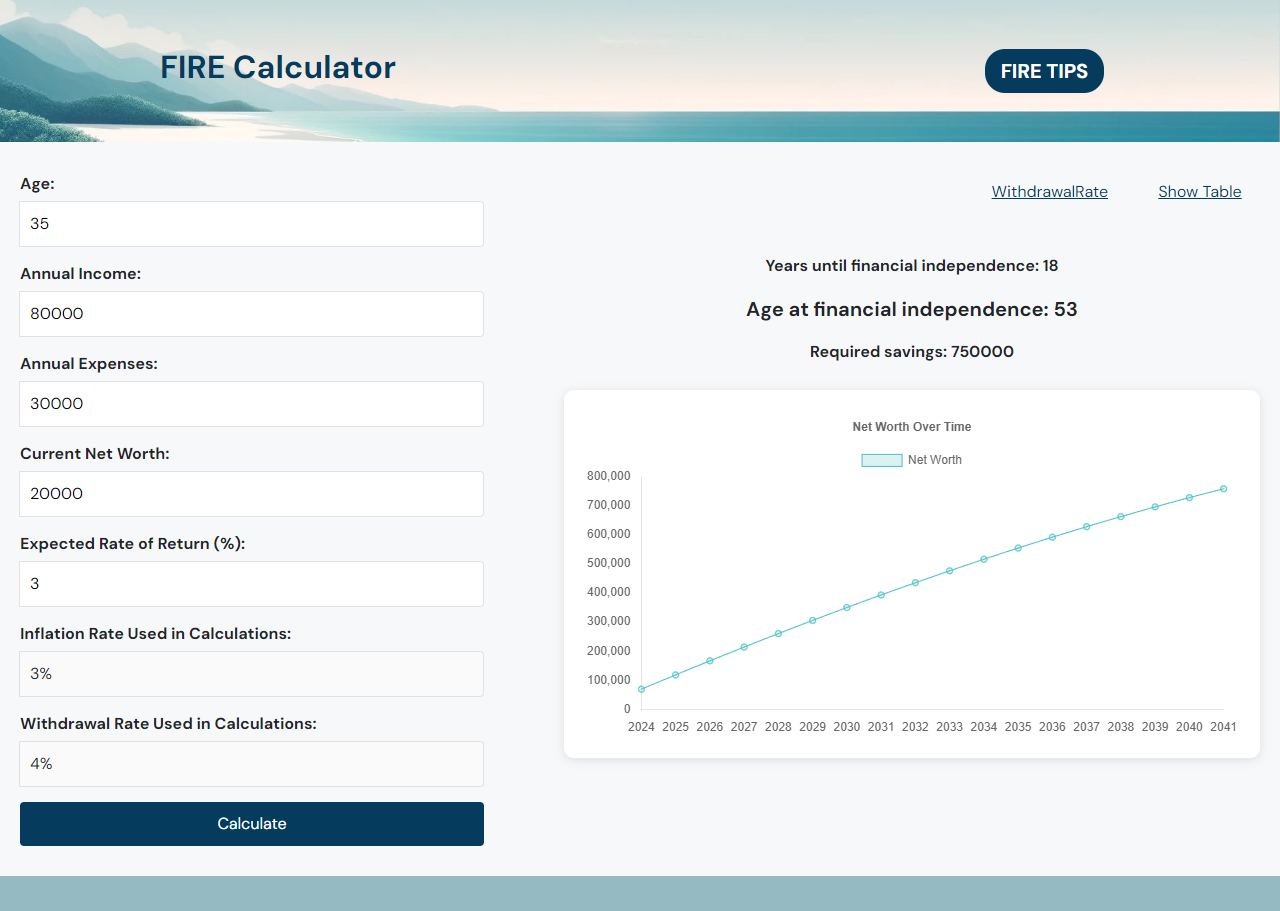 FIRE Calculator
FIRE TIPS
Age:
35
Annual Income:
80000
Annual Expenses:
30000
Current Net Worth:
20000
Expected Rate of Return (%):
3
Inflation Rate Used in Calculations:
3%
Withdrawal Rate Used in Calculations:
4%
Calculate
WithdrawalRate Show Table
Years until financial independence: 18
Age at financial independence: 53
Required savings: 750000
Net Worth Over Time
Net Worth
800,000
700,000
600,000
500,000
400,000
300,000
200,000
100,000
0
2024 2025 2026 2027 2028 2029 2030 2031 2032 2033 2034 2035 2036 2037 2038 2039 2040 2041